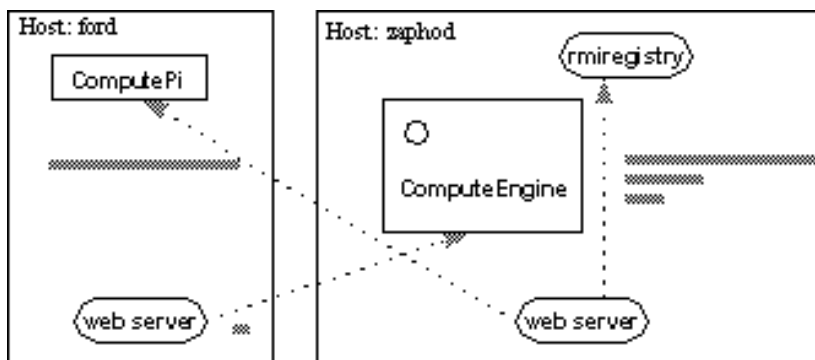 Host: ford
ComputePi
web server
Host: zaphod
rmiregistry
ComputeEngine
web server